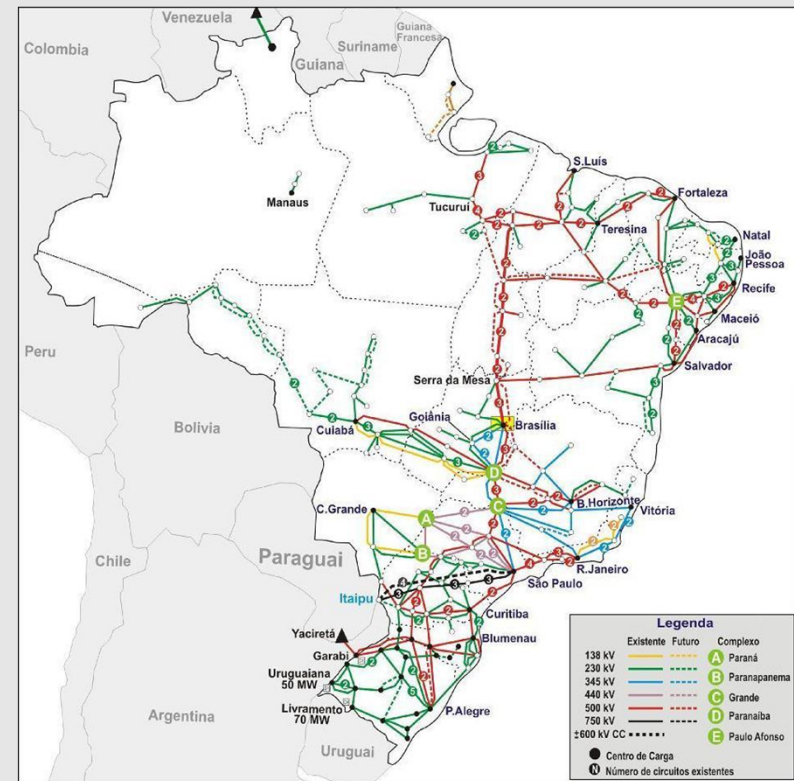 Venezuela
Guiana
Francesa
Colombia
Suriname
Guiana
S.Luís
Fortaleza
Manaus
Tucuruí
Teresina
Natal
João
Pessoa
Recife
E
Maceió
Aracajú
Peru
Salvador
Serra da Mesa
Bolívia
Goiânia
Brasília
Cuiabá
D
B.Horizonte
C
Vitória
C.Grande
A
Chile
B
R.Janeiro
Paraguai
São Paulo
Itaipu
Curitiba
Yaciretá
Blumenau
Garabi
Uruguaiana
50 MW
Livramento
70 MW
P.Alegre
Argentina
Uruguai
Legenda
Existente Futuro Complexo
138 kV A Paraná
230 kV B Paranapanema
345 kV
440 kV C Grande
500 kV D Paranaíba
750 kV
±600 kV CC E Paulo Afonso
Centro de Carga
N Número de circuitos existentes